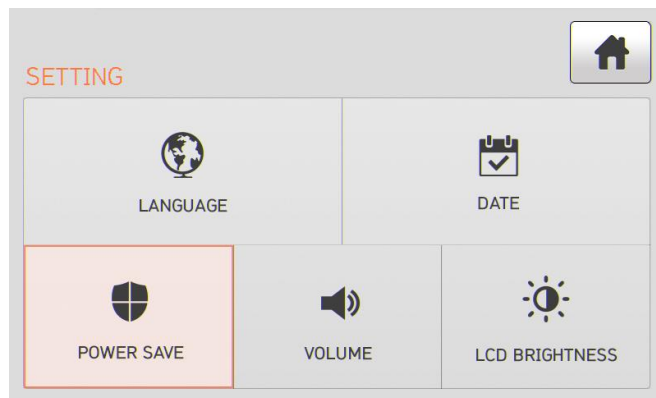 SETTING
LANGUAGE
DATE
POWER SAVE
VOLUME
LCD BRIGHTNESS